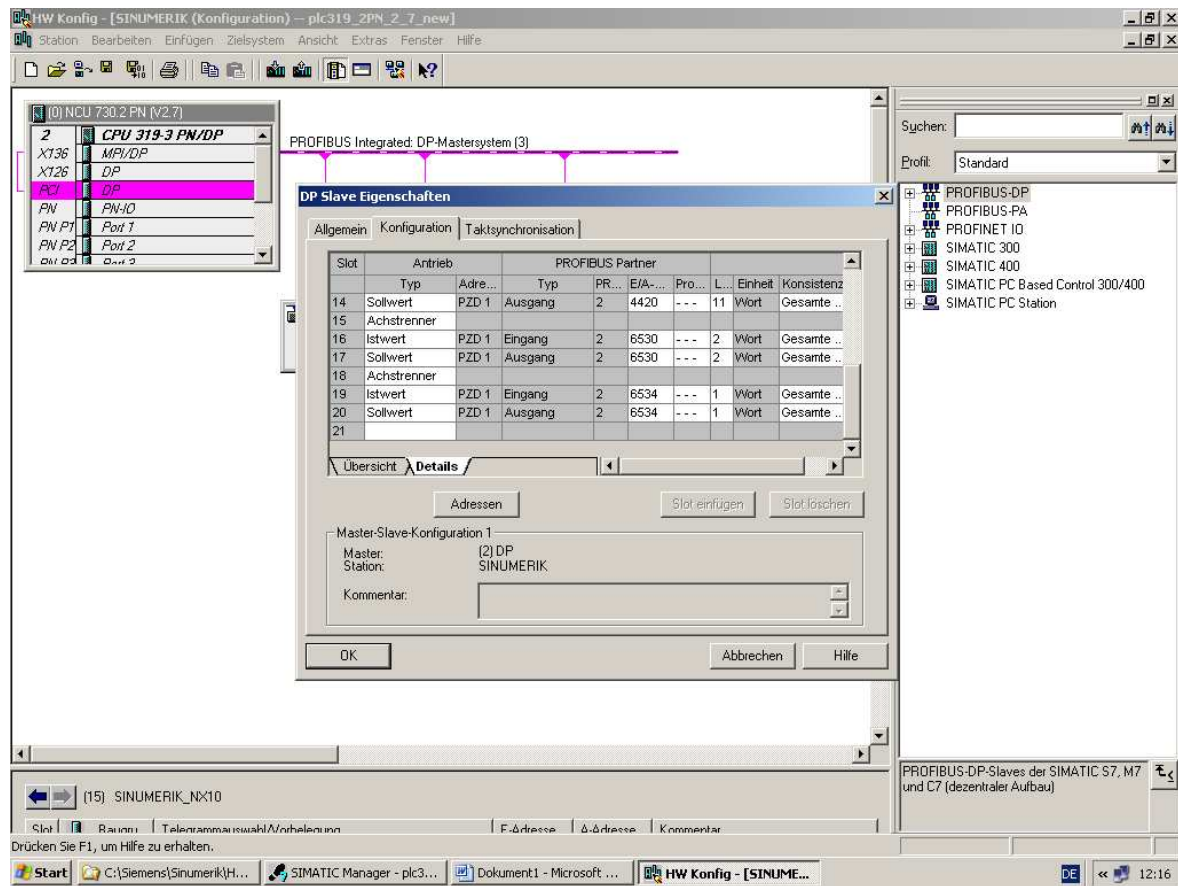 HW Konfig - [SINUMERIK (Konfiguration) -- plc319_2PN_2_7_new]
Station Bearbeiten Einfügen Zielsystem Ansicht Extras Fenster Hilfe
(0) NCU 730.2 PN (V2.7)
2 CPU 319-3 PN/DP
X136 MPI/DP
X126 DP
PCI DP
PN PN-IO
PN P1 Port 1
PN P2 Port 2
PN P3 Port 3
PROFIBUS Integrated: DP-Mastersystem (3)
DP Slave Eigenschaften
Allgemein Konfiguration Taktsynchronisation
Slot Antrieb PROFIBUS Partner
Typ Adre... Typ PR... E/A-... Pro... L... Einheit Konsistenz
14 Sollwert PZD 1 Ausgang 2 4420 --- 11 Wort Gesamte ..
15 Achstrenner
16 Istwert PZD 1 Eingang 2 6530 --- 2 Wort Gesamte ..
17 Sollwert PZD 1 Ausgang 2 6530 --- 2 Wort Gesamte ..
18 Achstrenner
19 Istwert PZD 1 Eingang 2 6534 --- 1 Wort Gesamte ..
20 Sollwert PZD 1 Ausgang 2 6534 --- 1 Wort Gesamte ..
21
Übersicht Details
Adressen Slot einfügen Slot löschen
Master-Slave-Konfiguration 1
Master: (2) DP
Station: SINUMERIK
Kommentar:
OK Abbrechen Hilfe
Suchen:
Profil: Standard
PROFIBUS-DP
PROFIBUS-PA
PROFINET IO
SIMATIC 300
SIMATIC 400
SIMATIC PC Based Control 300/400
SIMATIC PC Station
PROFIBUS-DP-Slaves der SIMATIC S7, M7
und C7 (dezentraler Aufbau)
(15) SINUMERIK_NX10
Slot Baugru Telegrammauswahl/Vorbelegung E-Adresse A-Adresse Kommentar
Drücken Sie F1, um Hilfe zu erhalten.
Start C:\Siemens\Sinumerik\H... SIMATIC Manager - plc3... Dokument1 - Microsoft ... HW Konfig - [SINUME... DE « 12:16